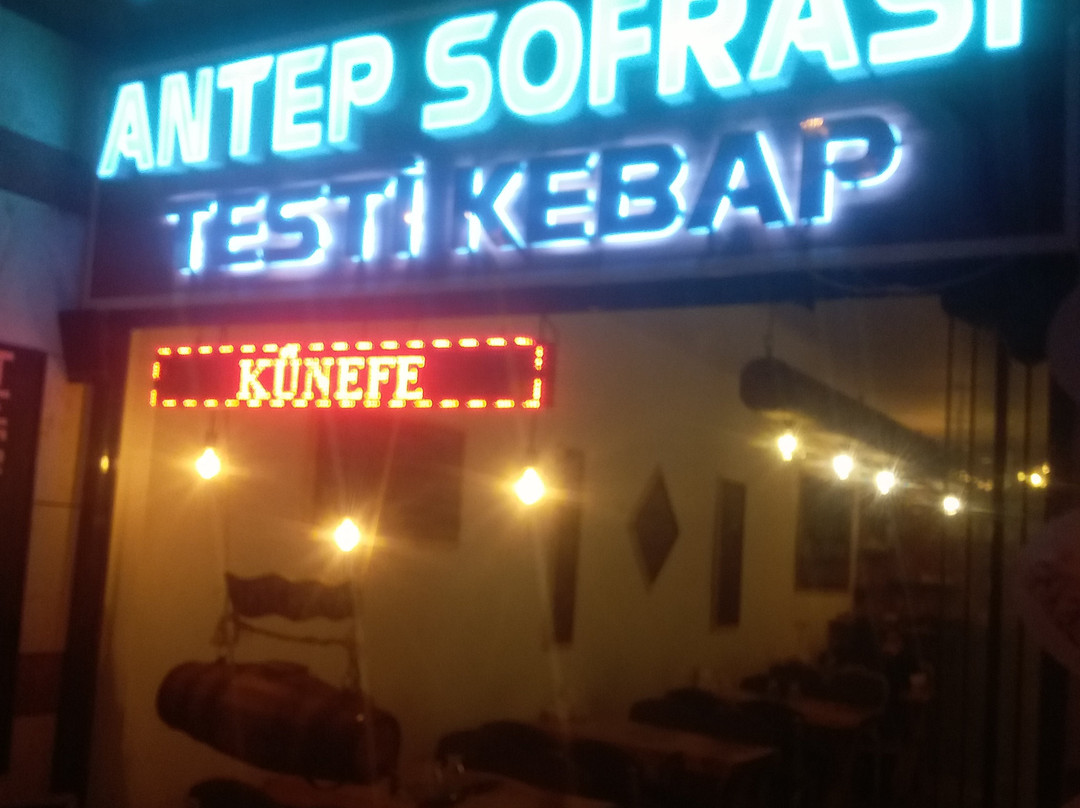 ANTEP SOFRASI
TESTİ KEBAP
KÜNEFE